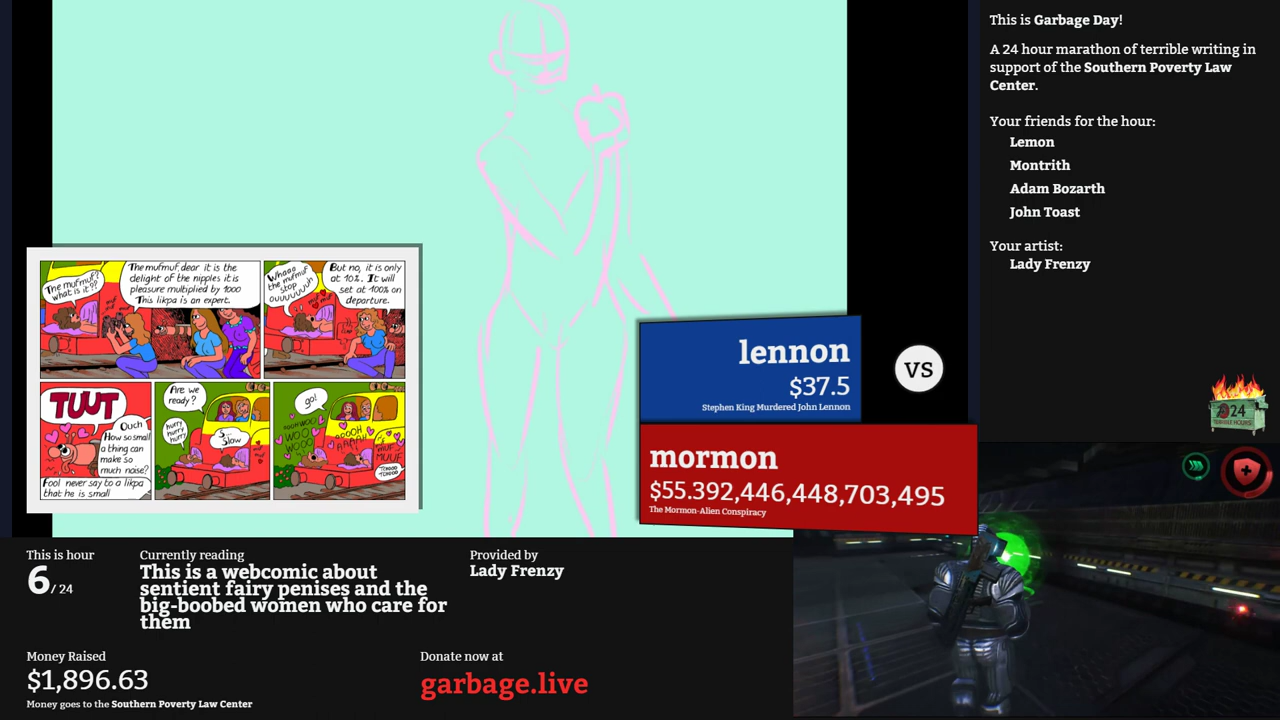 This is Garbage Day!
A 24 hour marathon of terrible writing in
support of the Southern Poverty Law
Center.
Your friends for the hour:
Lemon
Montrith
Adam Bozarth
John Toast
Your artist:
Lady Frenzy
The mufmuf?
what is it??
The mufmuf, dear it is the
delight of the nipples it is
pleasure multiplied by 1000
This likpa is an expert.
Whaaa
the mufmuf
stop
ouuuuuuh
But no, it is only
at 10%. It will
set at 100% on
departure.
TUUT
Ouch
How so small
a thing can
make so
much noise?
Fool never say to a likpa
that he is small
Are we
ready?
hurry
hurry
hurry
Slow
go!
lennon
$37.5
Stephen King Murdered John Lennon
VS
mormon
$55.392,446,448,703,495
The Mormon-Alien Conspiracy
24
This is hour
6/ 24
Currently reading
This is a webcomic about
sentient fairy penises and the
big-boobed women who care for
them
Provided by
Lady Frenzy
Money Raised
$1,896.63
Money goes to the Southern Poverty Law Center
Donate now at
garbage.live